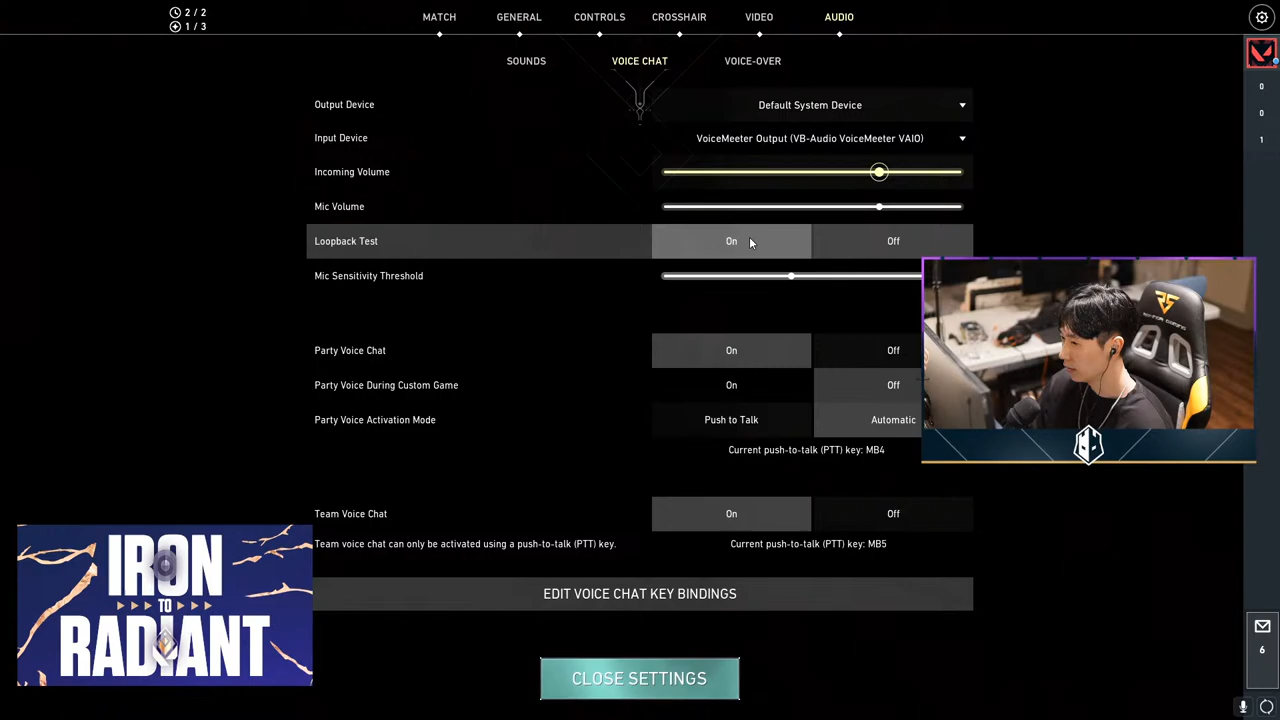 2 / 2
1 / 3
MATCH
GENERAL
CONTROLS
CROSSHAIR
VIDEO
AUDIO
SOUNDS
VOICE CHAT
VOICE-OVER
Output Device
Default System Device
Input Device
VoiceMeeter Output (VB-Audio VoiceMeeter VAIO)
Incoming Volume
Mic Volume
Loopback Test
On
Off
Mic Sensitivity Threshold
Party Voice Chat
On
Off
Party Voice During Custom Game
On
Off
Party Voice Activation Mode
Push to Talk
Automatic
Current push-to-talk (PTT) key: MB4
Team Voice Chat
On
Off
Team voice chat can only be activated using a push-to-talk (PTT) key.
Current push-to-talk (PTT) key: MB5
EDIT VOICE CHAT KEY BINDINGS
CLOSE SETTINGS
IRON
TO
RADIANT
0
0
1
6